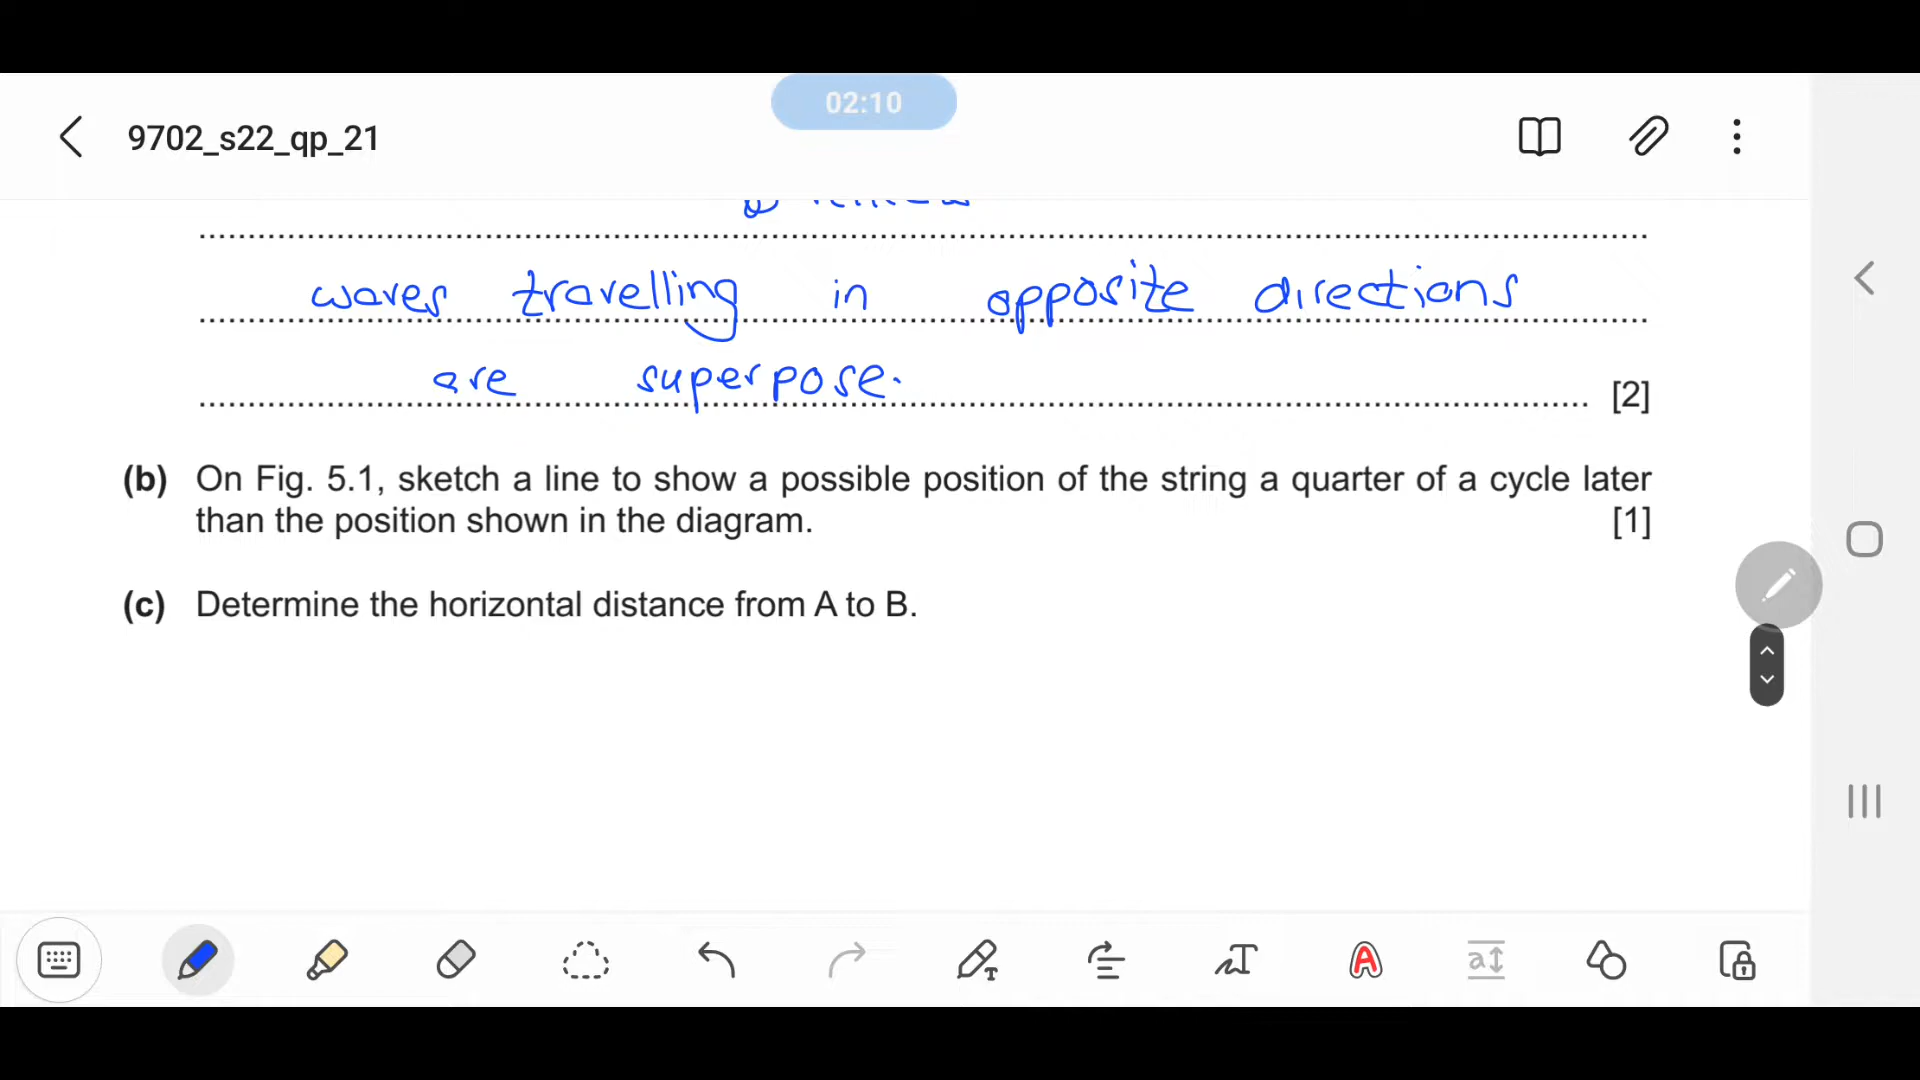 02:10
9702_s22_qp_21
waves travelling in opposite directions
are superpose. [2]
(b) On Fig. 5.1, sketch a line to show a possible position of the string a quarter of a cycle later
than the position shown in the diagram. [1]
(c) Determine the horizontal distance from A to B.